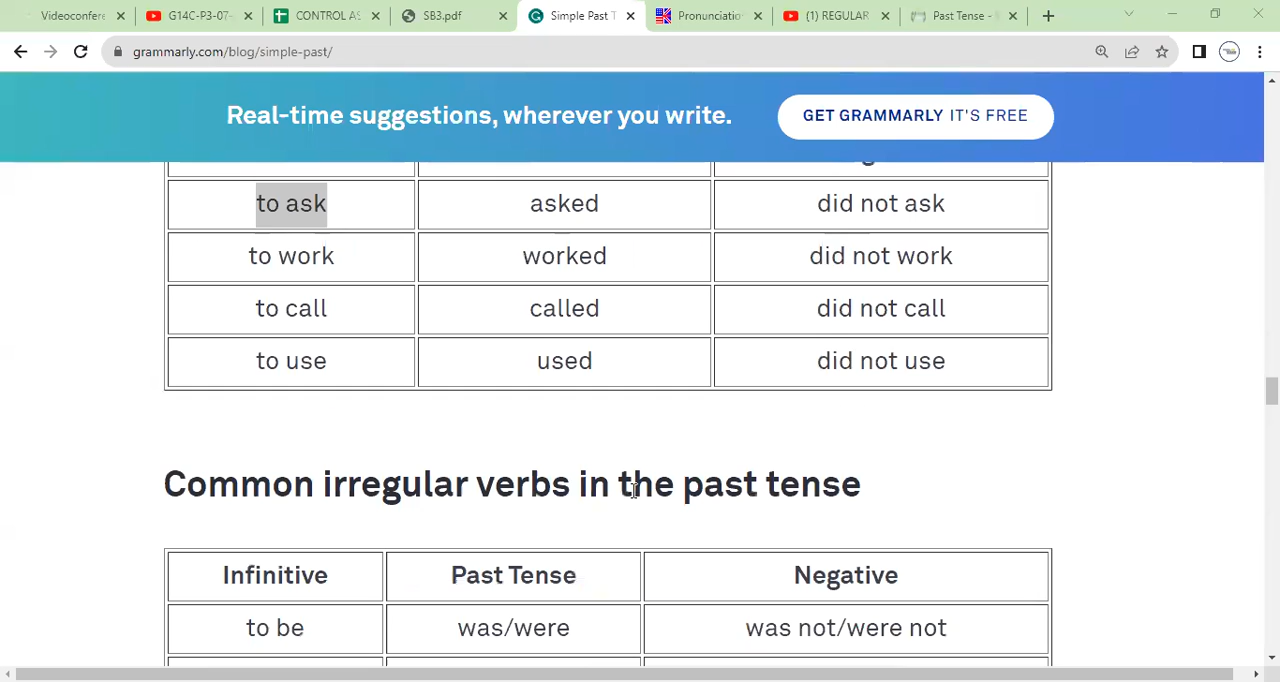 Videoconfere
G14C-P3-07-
CONTROL AS
SB3.pdf
Simple Past T
Pronunciatio
(1) REGULAR
Past Tense -
grammarly.com/blog/simple-past/
Real-time suggestions, wherever you write.
GET GRAMMARLY IT'S FREE
to ask asked did not ask
to work worked did not work
to call called did not call
to use used did not use
Common irregular verbs in the past tense
Infinitive Past Tense Negative
to be was/were was not/were not